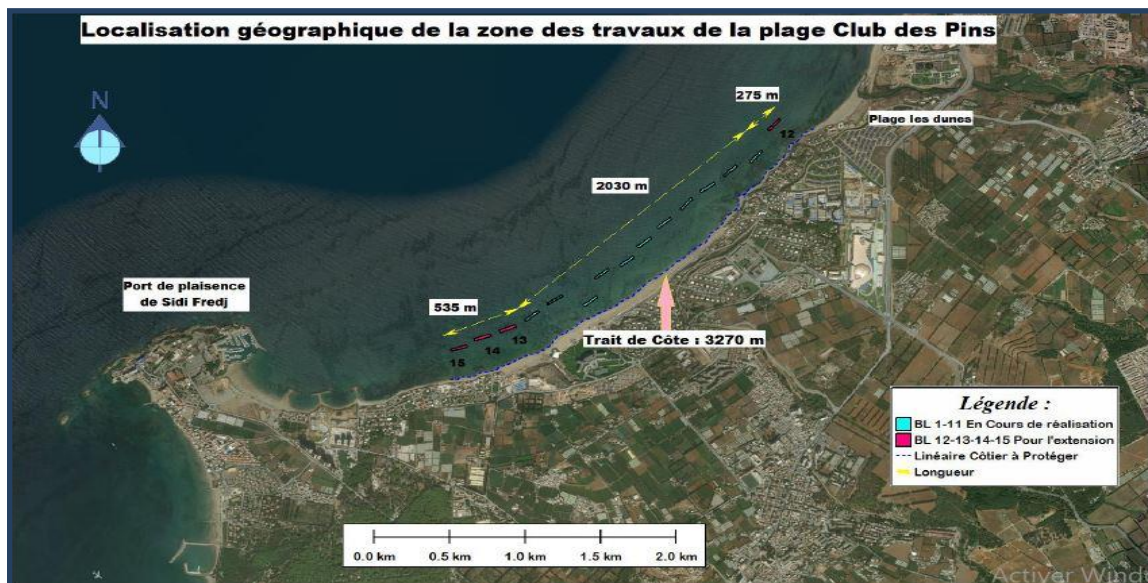 Localisation géographique de la zone des travaux de la plage Club des Pins
N
275 m
12
Plage les dunes
2030 m
Port de plaisence
de Sidi Fredj
535 m
13
14
15
Trait de Côte : 3270 m
Légende :
BL 1-11 En Cours de réalisation
BL 12-13-14-15 Pour l'extension
Linéaire Côtier à Protéger
Longueur
0.0 km 0.5 km 1.0 km 1.5 km 2.0 km
Activer Wind